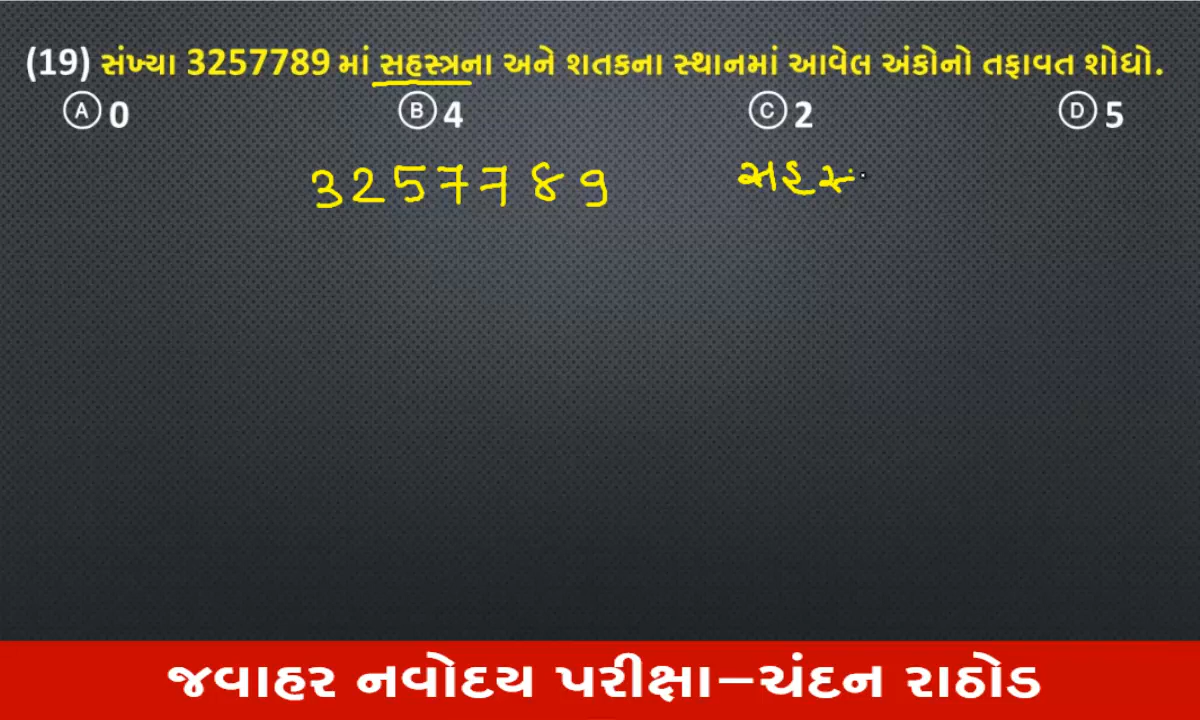 (19) સંખ્યા 3257789 માં સહસ્ત્રના અને શતકના સ્થાનમાં આવેલ અંકોનો તફાવત શોધો.
A 0 B 4 C 2 D 5
3257789 સહસ
જવાહર નવોદય પરીક્ષા–ચંદન રાઠોડ